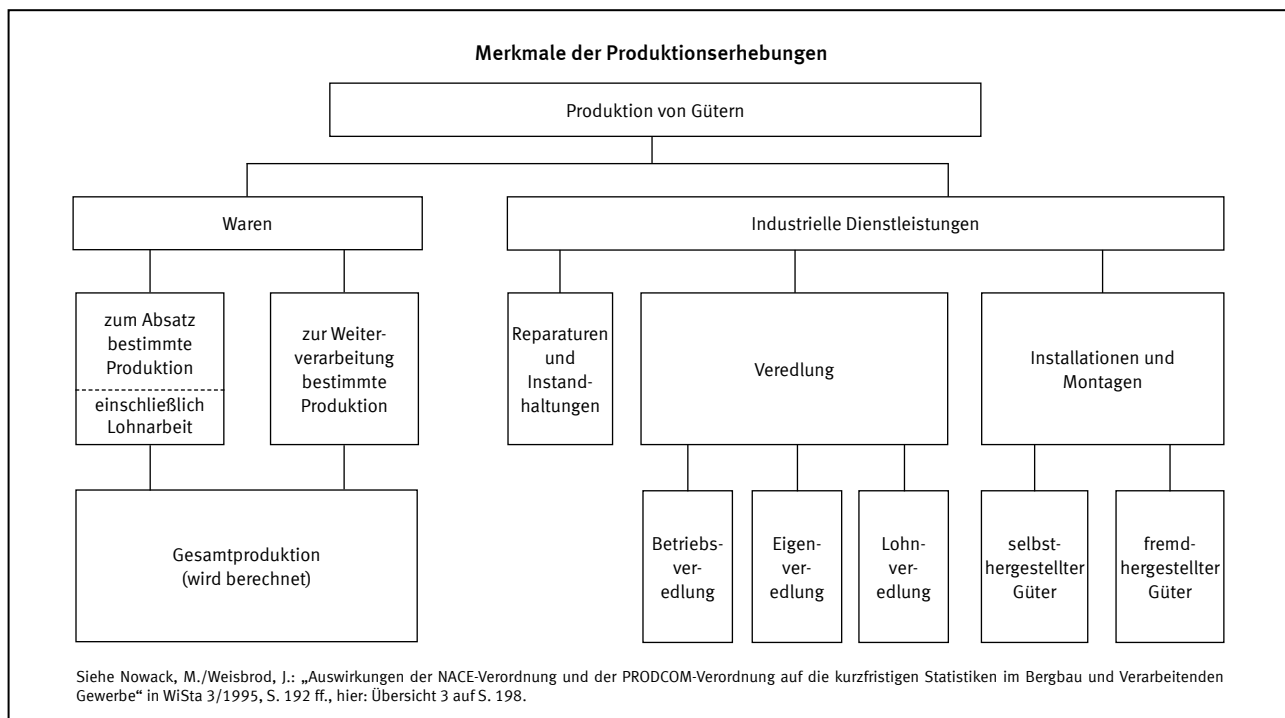 Merkmale der Produktionserhebungen
Produktion von Gütern
Waren
Industrielle Dienstleistungen
zum Absatz
bestimmte
Produktion
einschließlich
Lohnarbeit
zur Weiter-
verarbeitung
bestimmte
Produktion
Reparaturen
und
Instand-
haltungen
Veredlung
Installationen und
Montagen
Gesamtproduktion
(wird berechnet)
Betriebs-
ver-
edlung
Eigen-
ver-
edlung
Lohn-
ver-
edlung
selbst-
hergestellter
Güter
fremd-
hergestellter
Güter
Siehe Nowack, M./Weisbrod, J.: „Auswirkungen der NACE-Verordnung und der PRODCOM-Verordnung auf die kurzfristigen Statistiken im Bergbau und Verarbeitenden
Gewerbe“ in WiSta 3/1995, S. 192 ff., hier: Übersicht 3 auf S. 198.